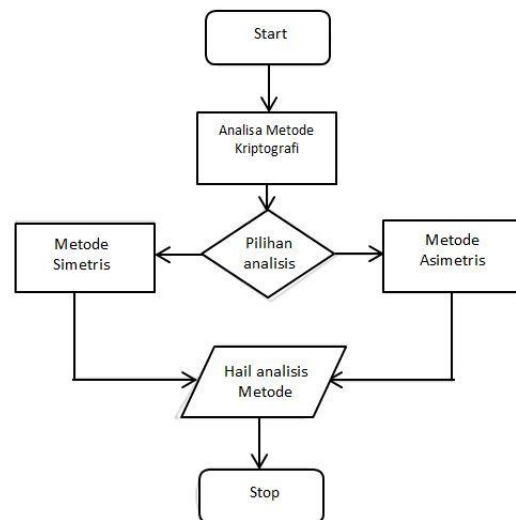 Start
Analisa Metode
Kriptografi
Pilihan
analisis
Metode
Simetris
Metode
Asimetris
Hail analisis
Metode
Stop